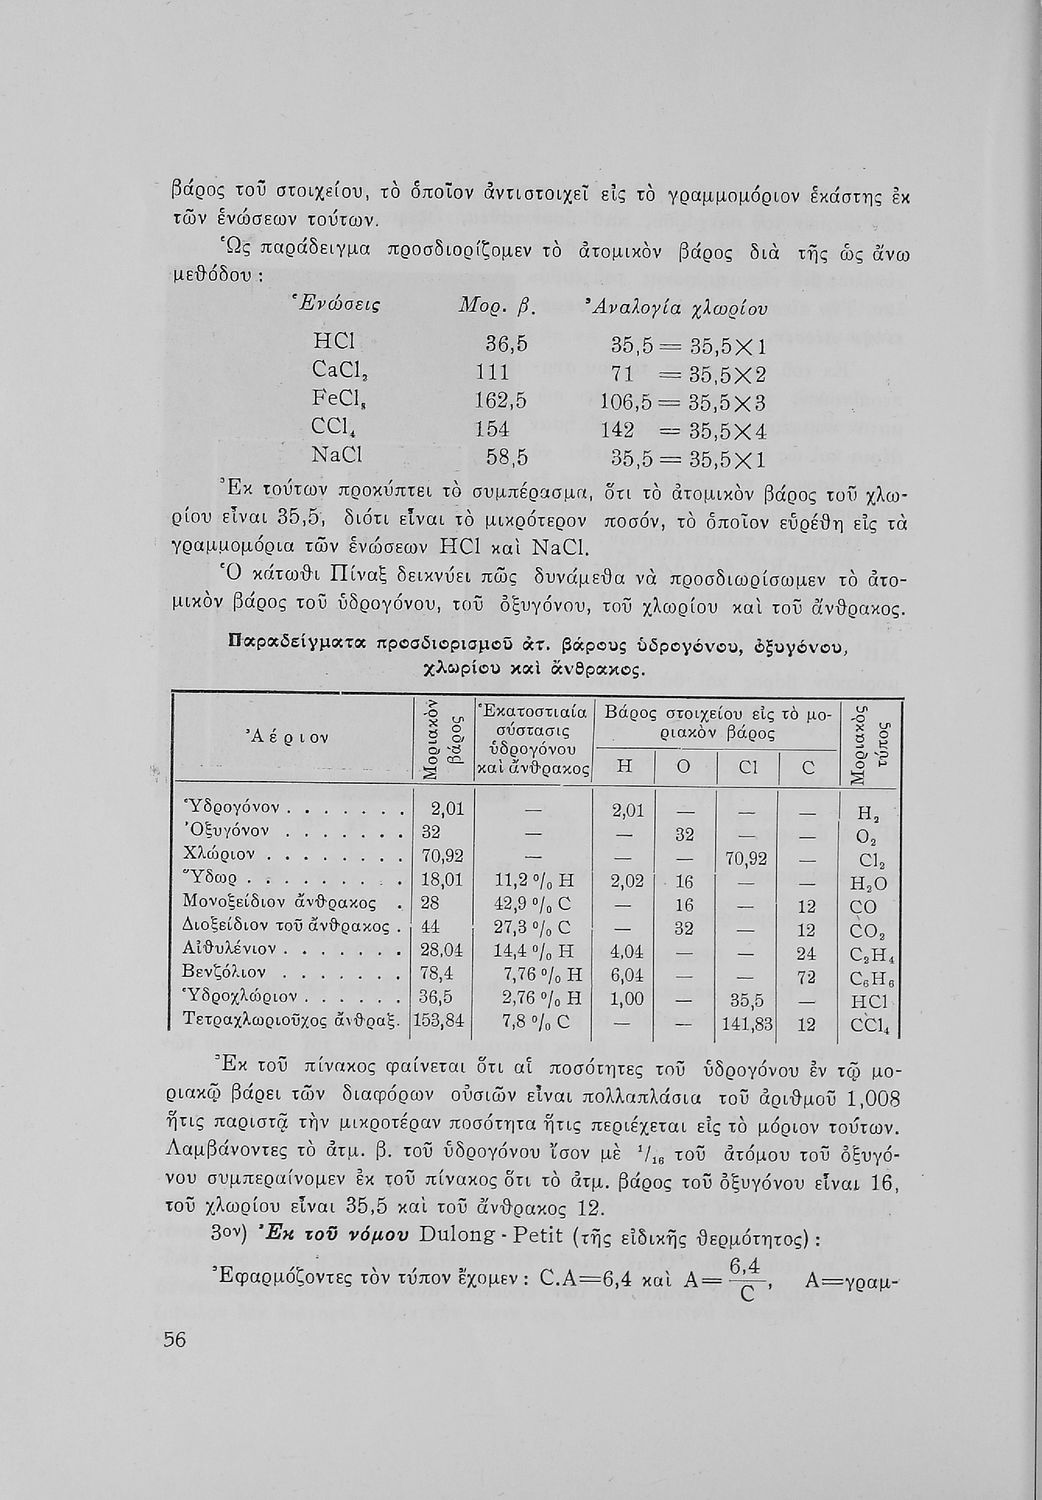 βάρος τοῦ στοιχείου, τὸ ὁποῖον ἀντιστοιχεῖ εἰς τὸ γραμμομόριον ἑκάστης ἐκ
τῶν ἑνώσεων τούτων.
Ὡς παράδειγμα προσδιορίζομεν τὸ ἀτομικὸν βάρος διὰ τῆς ὡς ἄνω
μεθόδου :
Ἑνώσεις Μορ. β. Ἀναλογία χλωρίου
HCl 36,5 35,5 = 35,5×1
CaCl₂ 111 71 = 35,5×2
FeCl₃ 162,5 106,5 = 35,5×3
CCl₄ 154 142 = 35,5×4
NaCl 58,5 35,5 = 35,5×1
Ἐκ τούτων προκύπτει τὸ συμπέρασμα, ὅτι τὸ ἀτομικὸν βάρος τοῦ χλω-
ρίου εἶναι 35,5, διότι εἶναι τὸ μικρότερον ποσόν, τὸ ὁποῖον εὑρέθη εἰς τὰ
γραμμομόρια τῶν ἑνώσεων HCl καὶ NaCl.
Ὁ κάτωθι Πίναξ δεικνύει πῶς δυνάμεθα νὰ προσδιωρίσωμεν τὸ ἀτο-
μικὸν βάρος τοῦ ὑδρογόνου, τοῦ ὀξυγόνου, τοῦ χλωρίου καὶ τοῦ ἄνθρακος.
Παραδείγματα προσδιορισμοῦ ἀτ. βάρους ὑδρογόνου, ὀξυγόνου,
χλωρίου καὶ ἄνθρακος.
Ἀέριον Μοριακὸν βάρος Ἑκατοστιαία σύστασις ὑδρογόνου καὶ ἄνθρακος Βάρος στοιχείου εἰς τὸ μο- ριακὸν βάρος Μοριακὸς τύπος
H O Cl C
Ὑδρογόνον . . . . . . . 2,01 — 2,01 — — — H₂
Ὀξυγόνον . . . . . . . 32 — — 32 — — O₂
Χλώριον . . . . . . . . 70,92 — — — 70,92 — Cl₂
Ὕδωρ . . . . . . . . . 18,01 11,2 % H 2,02 16 — — H₂O
Μονοξείδιον ἄνθρακος . 28 42,9 % C — 16 — 12 CO
Διοξείδιον τοῦ ἄνθρακος . 44 27,3 % C — 32 — 12 CO₂
Αἰθυλένιον . . . . . . . 28,04 14,4 % H 4,04 — — 24 C₂H₄
Βενζόλιον . . . . . . . 78,4 7,76 % H 6,04 — — 72 C₆H₆
Ὑδροχλώριον . . . . . . 36,5 2,76 % H 1,00 — 35,5 — HCl
Τετραχλωριοῦχος ἄνθραξ. 153,84 7,8 % C — — 141,83 12 CCl₄
Ἐκ τοῦ πίνακος φαίνεται ὅτι αἱ ποσότητες τοῦ ὑδρογόνου ἐν τῷ μο-
ριακῷ βάρει τῶν διαφόρων οὐσιῶν εἶναι πολλαπλάσια τοῦ ἀριθμοῦ 1,008
ἥτις παριστᾷ τὴν μικροτέραν ποσότητα ἥτις περιέχεται εἰς τὸ μόριον τούτων.
Λαμβάνοντες τὸ ἀτμ. β. τοῦ ὑδρογόνου ἴσον μὲ ¹/₁₆ τοῦ ἀτόμου τοῦ ὀξυγό-
νου συμπεραίνομεν ἐκ τοῦ πίνακος ὅτι τὸ ἀτμ. βάρος τοῦ ὀξυγόνου εἶναι 16,
τοῦ χλωρίου εἶναι 35,5 καὶ τοῦ ἄνθρακος 12.
3ον) Ἐκ τοῦ νόμου Dulong - Petit (τῆς εἰδικῆς θερμότητος) :
Ἐφαρμόζοντες τὸν τύπον ἔχομεν : C.A=6,4 καὶ A= 6,4/C , A=γραμ-
56